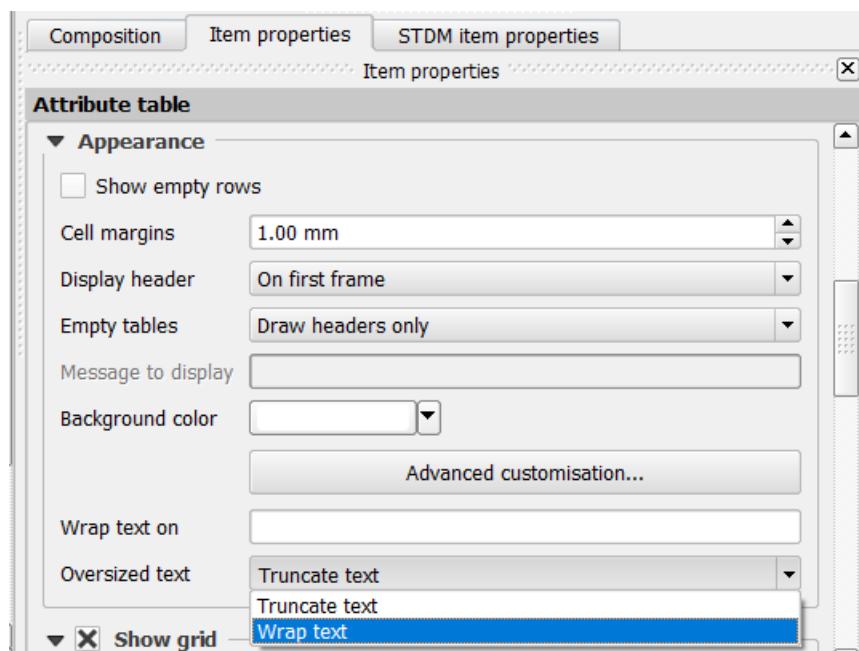 Composition
Item properties
STDM item properties
Item properties
Attribute table
Appearance
Show empty rows
Cell margins
1.00 mm
Display header
On first frame
Empty tables
Draw headers only
Message to display
Background color
Advanced customisation...
Wrap text on
Oversized text
Truncate text
Truncate text
Wrap text
Show grid